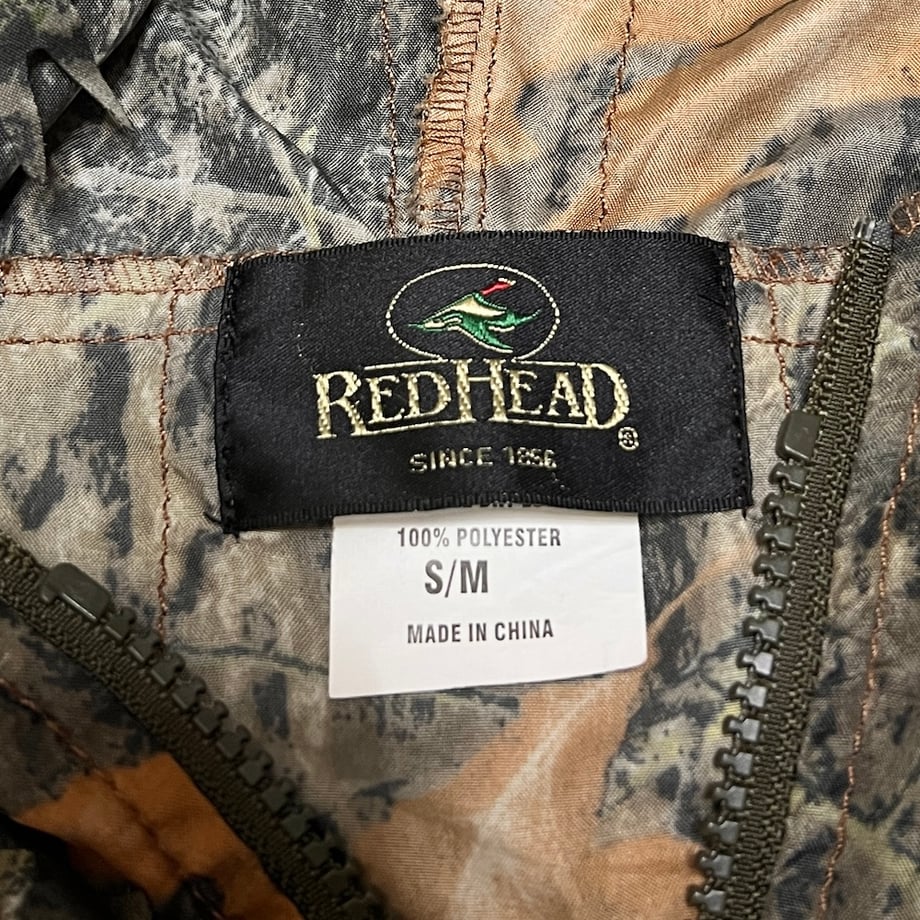 REDHEAD®
SINCE 1856
100% POLYESTER
S/M
MADE IN CHINA